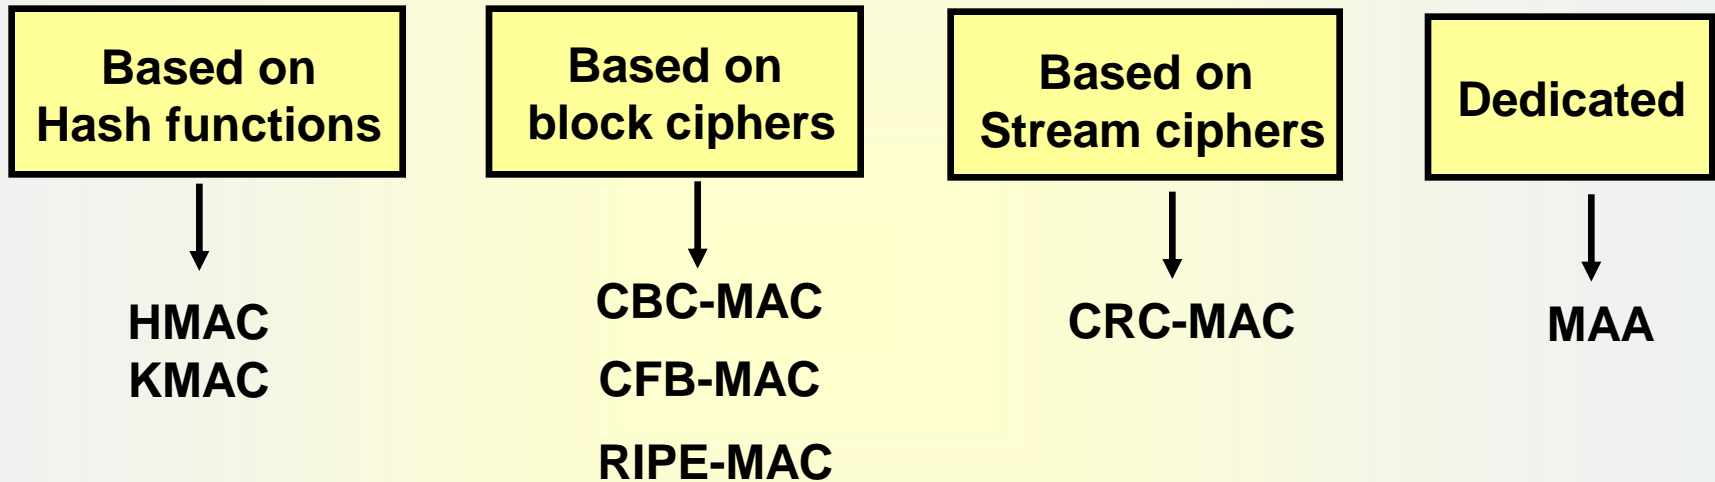 Based on
Hash functions
Based on
block ciphers
Based on
Stream ciphers
Dedicated
HMAC
KMAC
CBC-MAC
CFB-MAC
RIPE-MAC
CRC-MAC
MAA